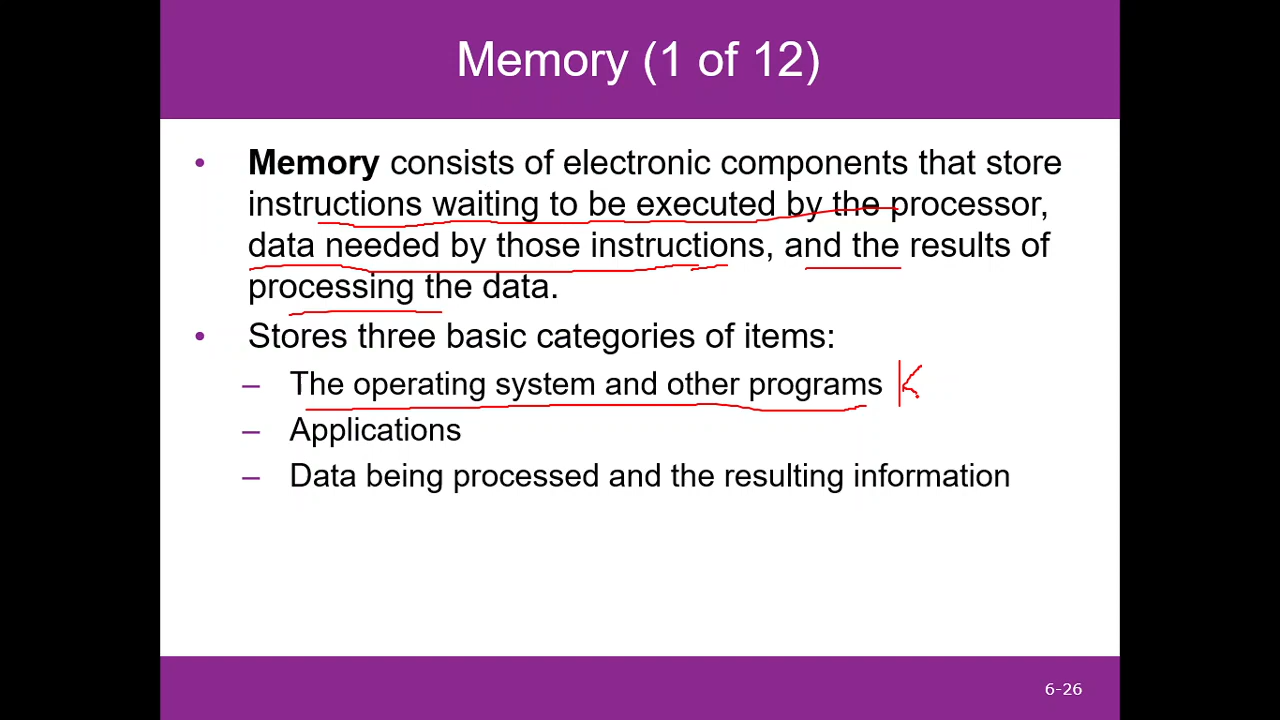 Memory (1 of 12)
• Memory consists of electronic components that store
instructions waiting to be executed by the processor,
data needed by those instructions, and the results of
processing the data.
• Stores three basic categories of items:
– The operating system and other programs K
– Applications
– Data being processed and the resulting information
6-26